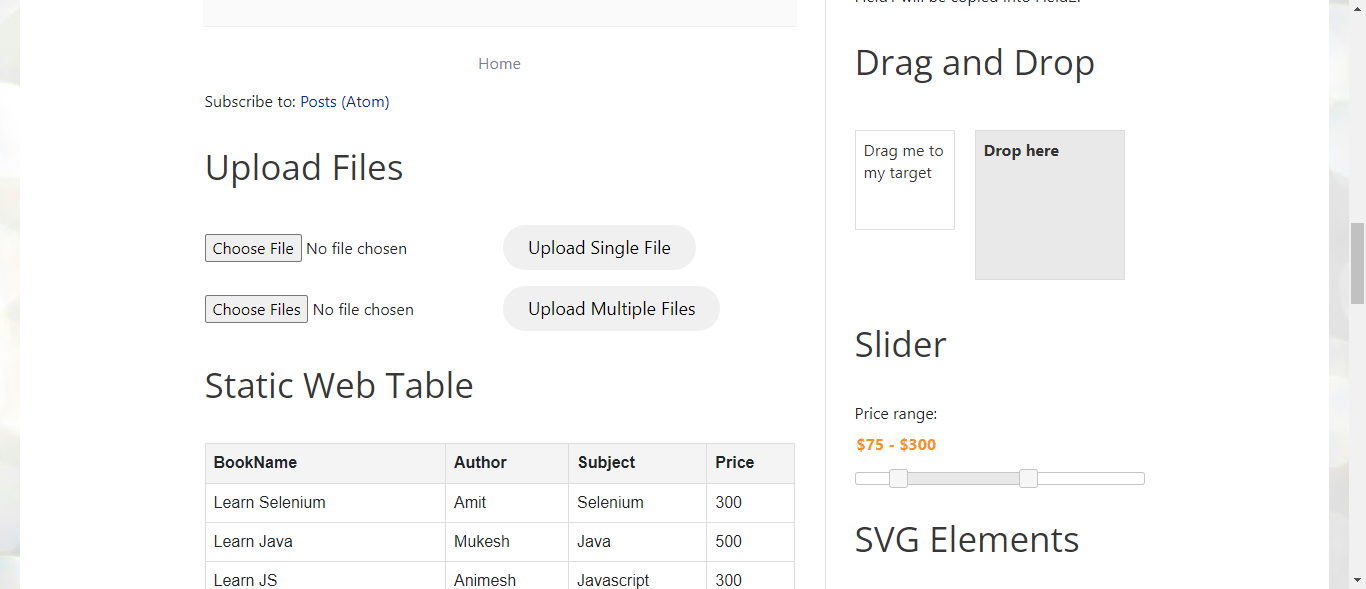 Home
Subscribe to: Posts (Atom)
Upload Files
Choose File No file chosen
Upload Single File
Choose Files No file chosen
Upload Multiple Files
Static Web Table
BookName Author Subject Price
Learn Selenium Amit Selenium 300
Learn Java Mukesh Java 500
Learn JS Animesh Javascript 300
Drag and Drop
Drag me to
my target
Drop here
Slider
Price range:
$75 - $300
SVG Elements